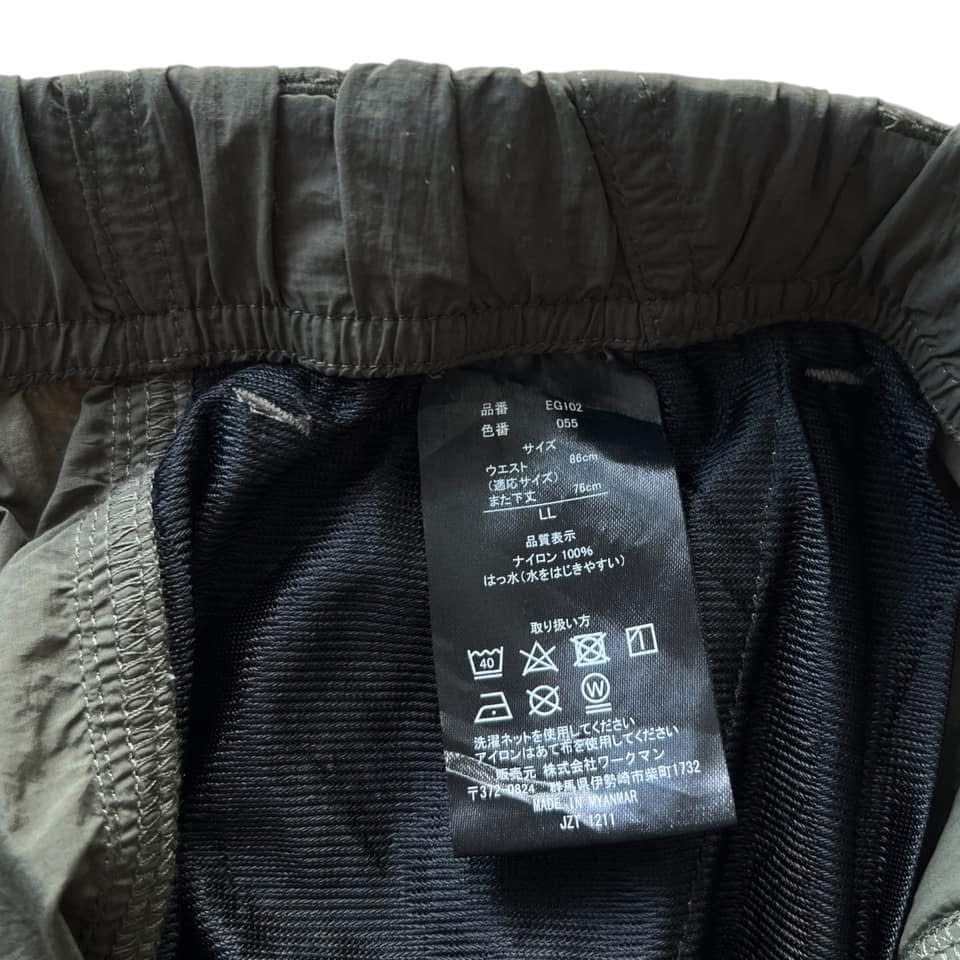 品番 EG102
色番 055
サイズ
ウエスト 86cm
(適応サイズ)
また下丈 76cm
LL
品質表示
ナイロン 100%
はっ水(水をはじきやすい)
取り扱い方
40
W
洗濯ネットを使用してください
アイロンはあて布を使用してください
販売元 株式会社ワークマン
〒372-0824 群馬県伊勢崎市柴町1732
MADE IN MYANMAR
JZT 1211